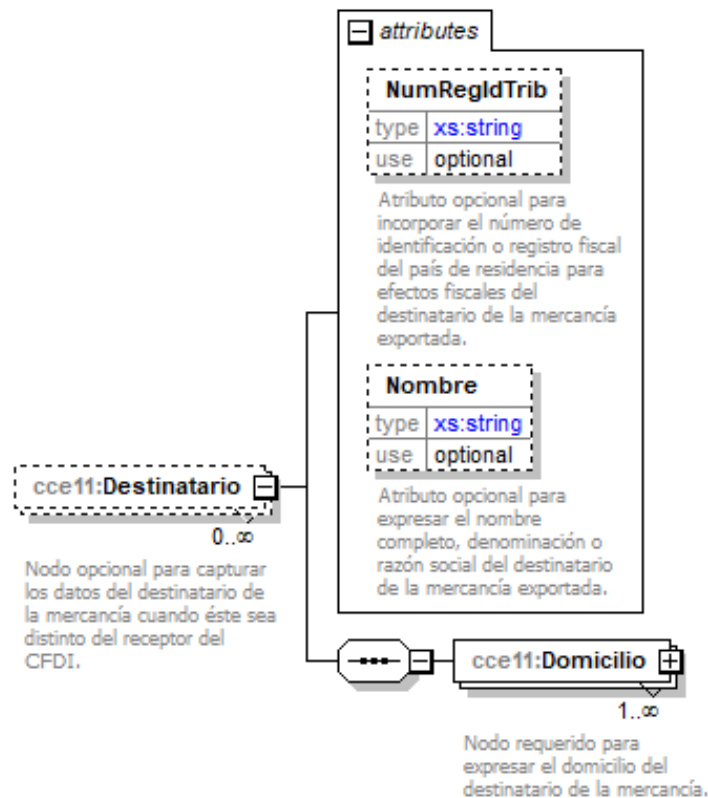 attributes
NumRegIdTrib
type xs:string
use optional
Atributo opcional para
incorporar el número de
identificación o registro fiscal
del país de residencia para
efectos fiscales del
destinatario de la mercancía
exportada.
Nombre
type xs:string
use optional
Atributo opcional para
expresar el nombre
completo, denominación o
razón social del destinatario
de la mercancía exportada.
cce11:Destinatario
0..∞
Nodo opcional para capturar
los datos del destinatario de
la mercancía cuando éste sea
distinto del receptor del
CFDI.
cce11:Domicilio
1..∞
Nodo requerido para
expresar el domicilio del
destinatario de la mercancía.